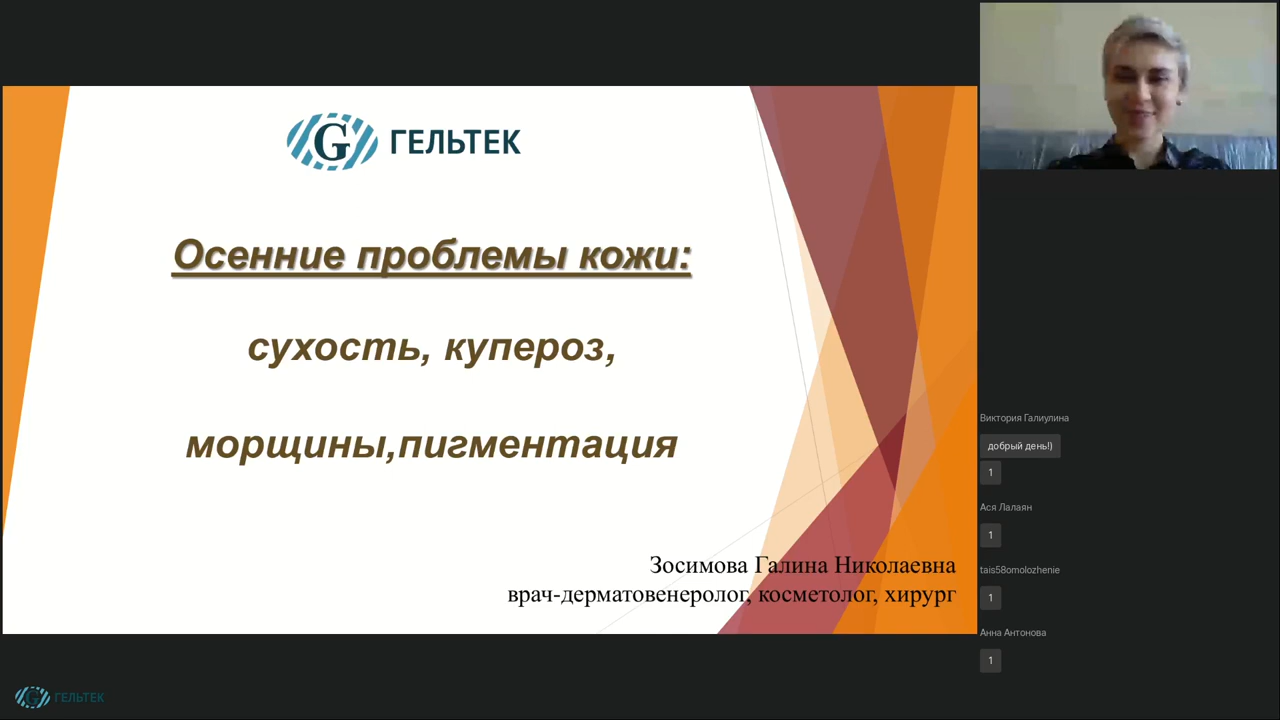 G ГЕЛЬТЕК
Осенние проблемы кожи:
сухость, купероз,
морщины,пигментация
Зосимова Галина Николаевна
врач-дерматовенеролог, косметолог, хирург
Виктория Галиулина
добрый день!)
1
Ася Лалаян
1
tais58omolozhenie
1
Анна Антонова
1
G ГЕЛЬТЕК